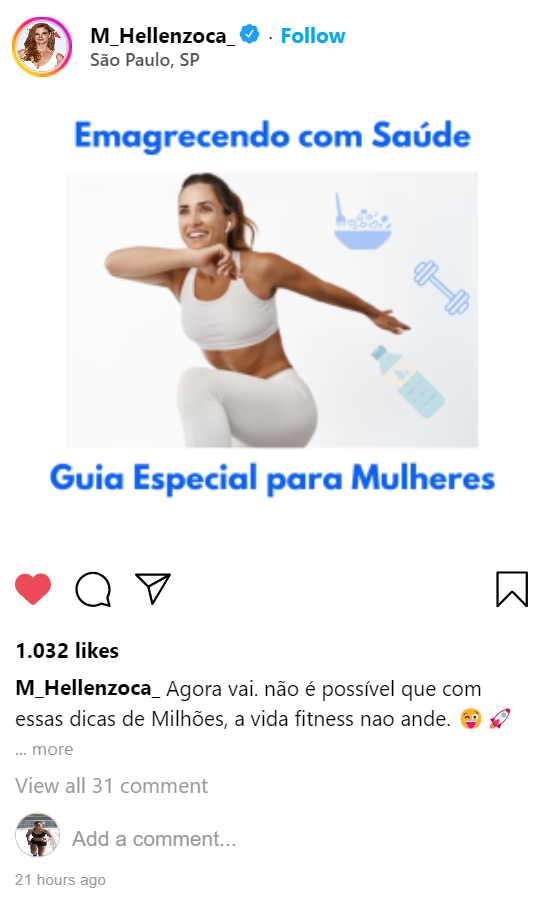 M_Hellenzoca_ · Follow
São Paulo, SP
Emagrecendo com Saúde
Guia Especial para Mulheres
1.032 likes
M_Hellenzoca_ Agora vai. não é possível que com
essas dicas de Milhões, a vida fitness nao ande. 😜 🚀
... more
View all 31 comment
Add a comment...
21 hours ago